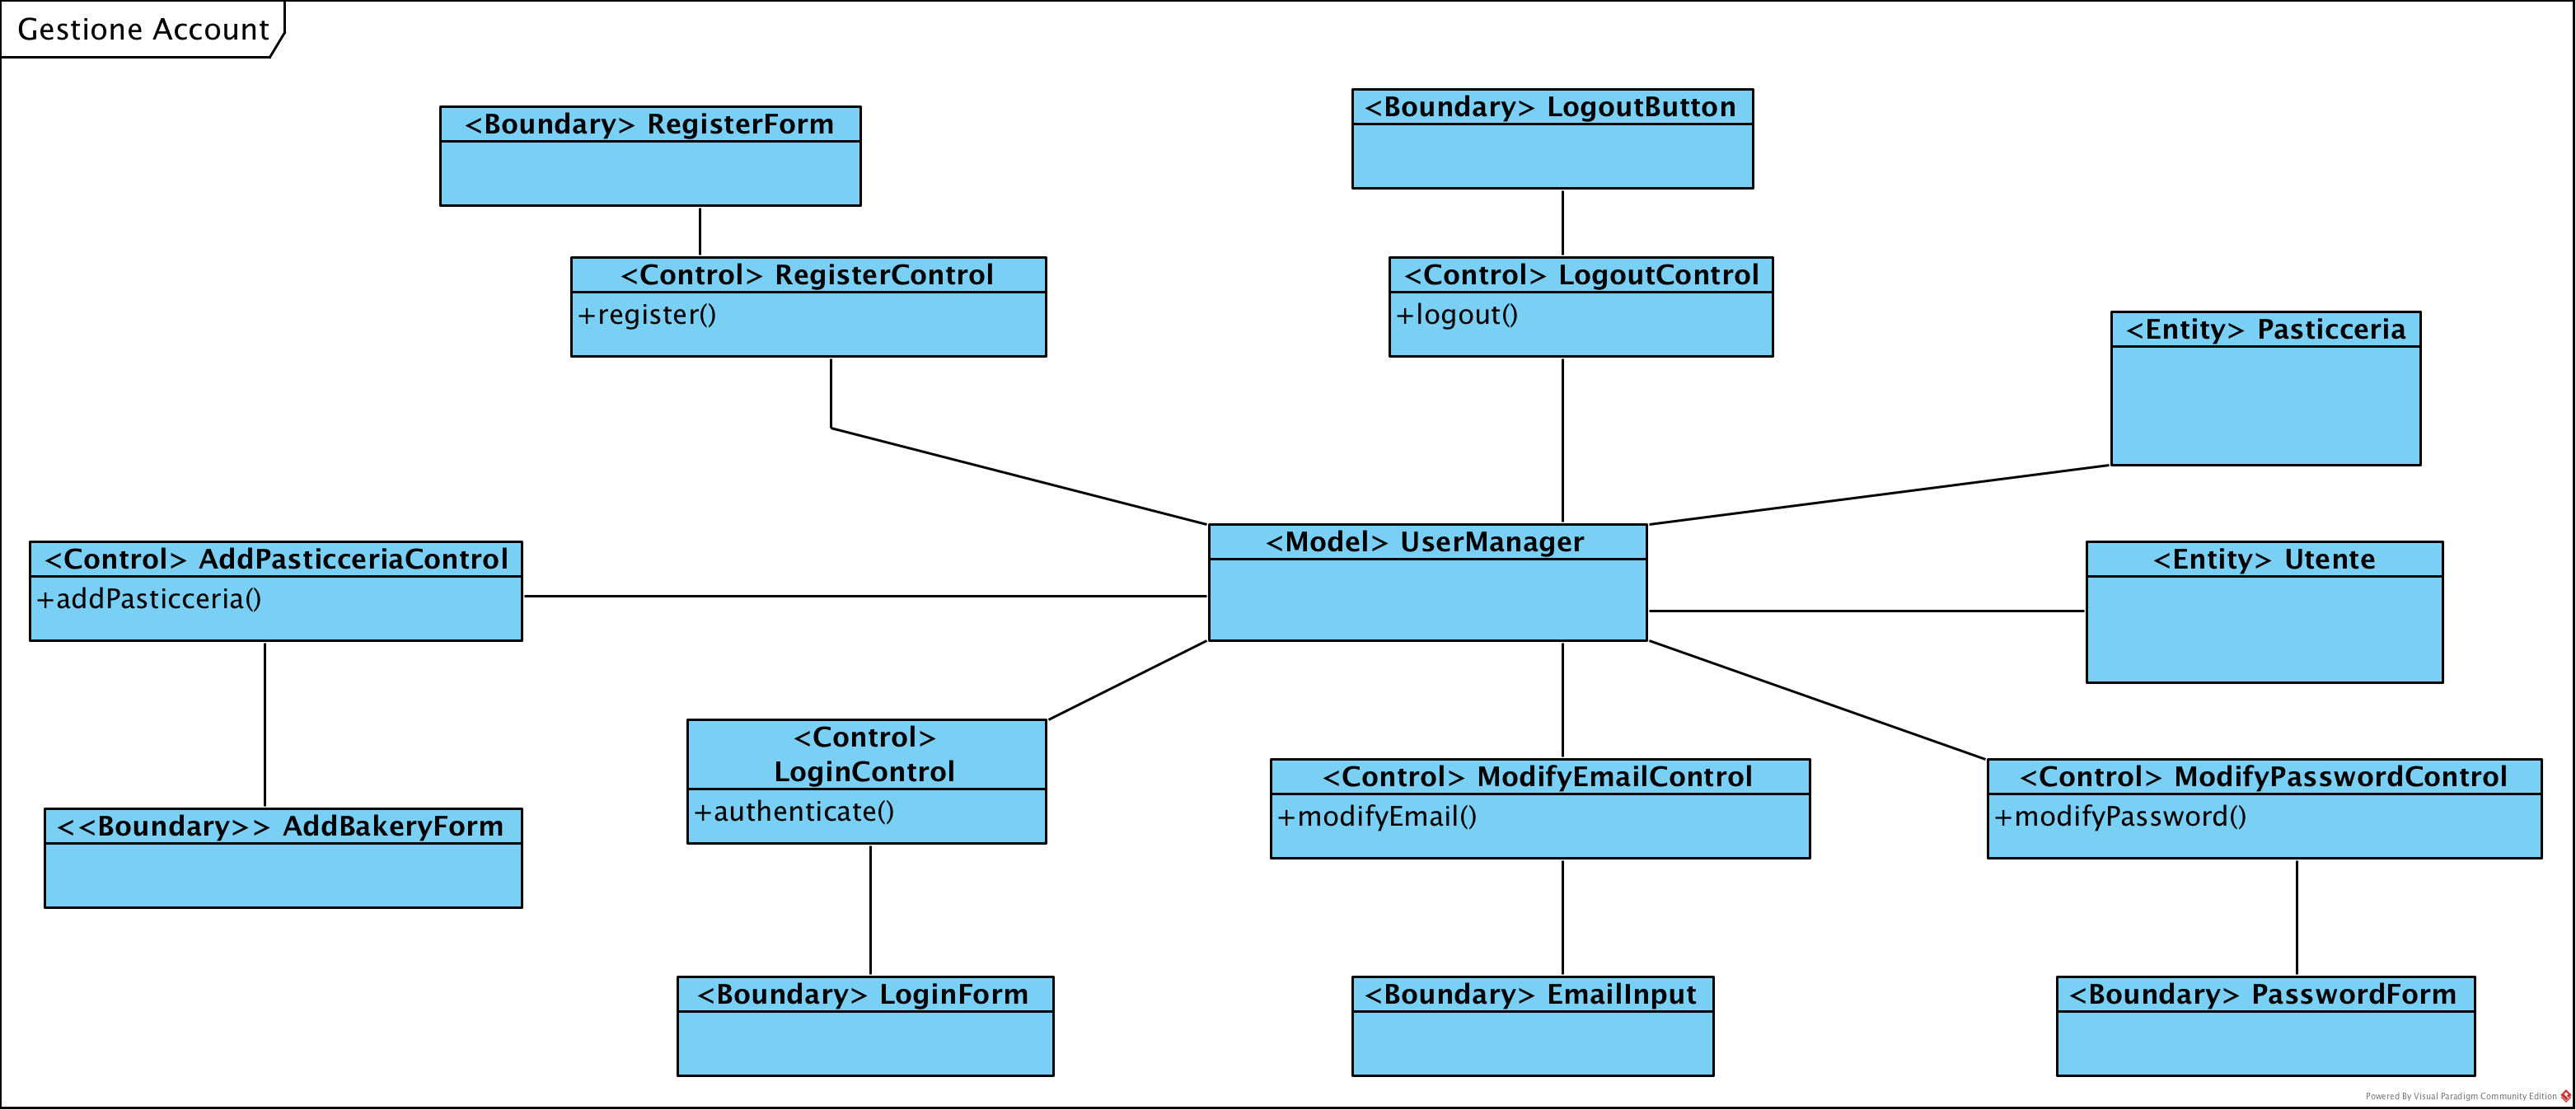 Gestione Account
<Boundary> RegisterForm
<Boundary> LogoutButton
<Control> RegisterControl
+register()
<Control> LogoutControl
+logout()
<Entity> Pasticceria
<Model> UserManager
<Control> AddPasticceriaControl
+addPasticceria()
<Entity> Utente
<Control>
LoginControl
+authenticate()
<Control> ModifyEmailControl
+modifyEmail()
<Control> ModifyPasswordControl
+modifyPassword()
<<Boundary>> AddBakeryForm
<Boundary> LoginForm
<Boundary> EmailInput
<Boundary> PasswordForm
Powered By Visual Paradigm Community Edition